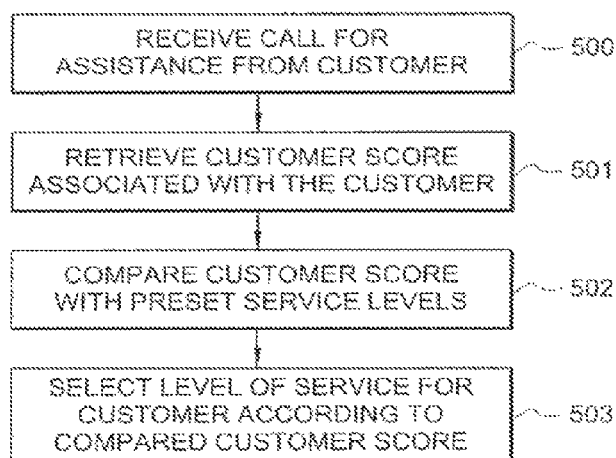 RECEIVE CALL FOR
ASSISTANCE FROM CUSTOMER
500
RETRIEVE CUSTOMER SCORE
ASSOCIATED WITH THE CUSTOMER
501
COMPARE CUSTOMER SCORE
WITH PRESET SERVICE LEVELS
502
SELECT LEVEL OF SERVICE FOR
CUSTOMER ACCORDING TO
COMPARED CUSTOMER SCORE
503